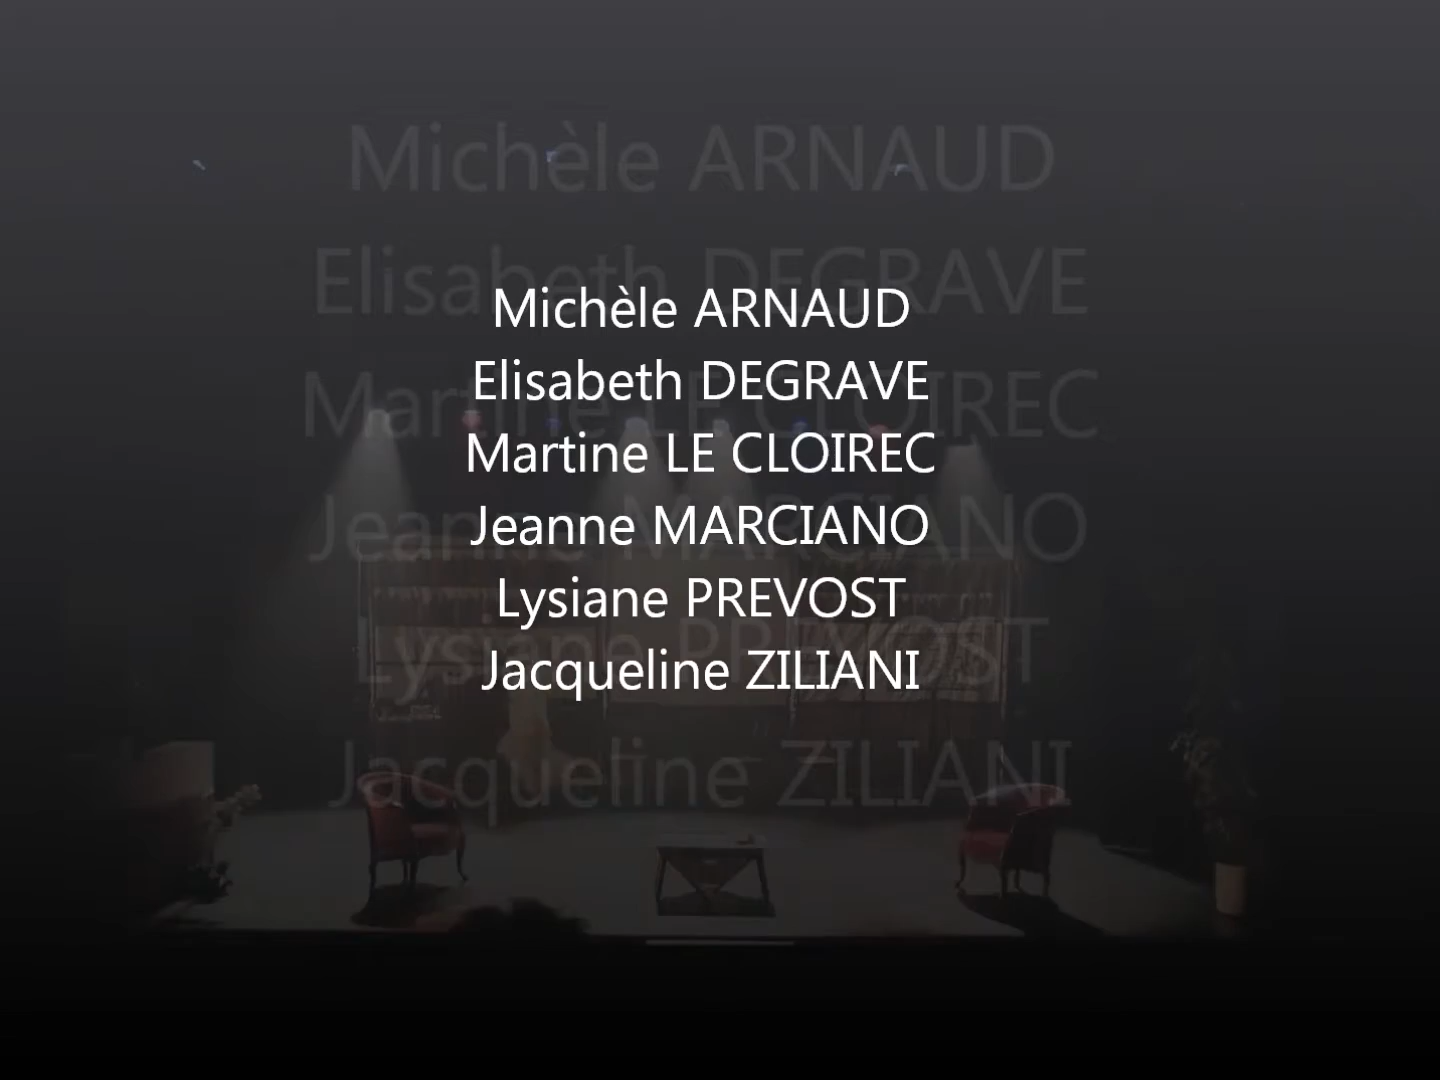 Michèle ARNAUD
Elisabeth DEGRAVE
Martine LE CLOIREC
Jeanne MARCIANO
Lysiane PREVOST
Jacqueline ZILIANI